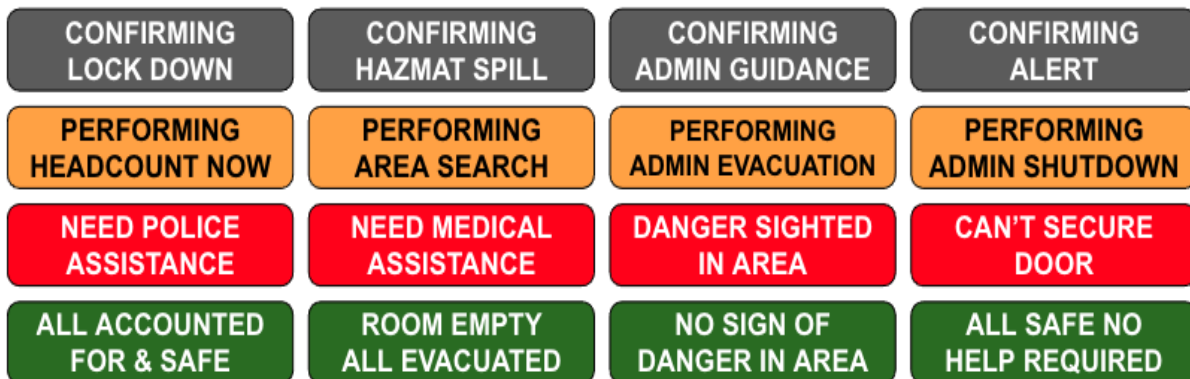 CONFIRMING
LOCK DOWN
CONFIRMING
HAZMAT SPILL
CONFIRMING
ADMIN GUIDANCE
CONFIRMING
ALERT
PERFORMING
HEADCOUNT NOW
PERFORMING
AREA SEARCH
PERFORMING
ADMIN EVACUATION
PERFORMING
ADMIN SHUTDOWN
NEED POLICE
ASSISTANCE
NEED MEDICAL
ASSISTANCE
DANGER SIGHTED
IN AREA
CAN'T SECURE
DOOR
ALL ACCOUNTED
FOR & SAFE
ROOM EMPTY
ALL EVACUATED
NO SIGN OF
DANGER IN AREA
ALL SAFE NO
HELP REQUIRED